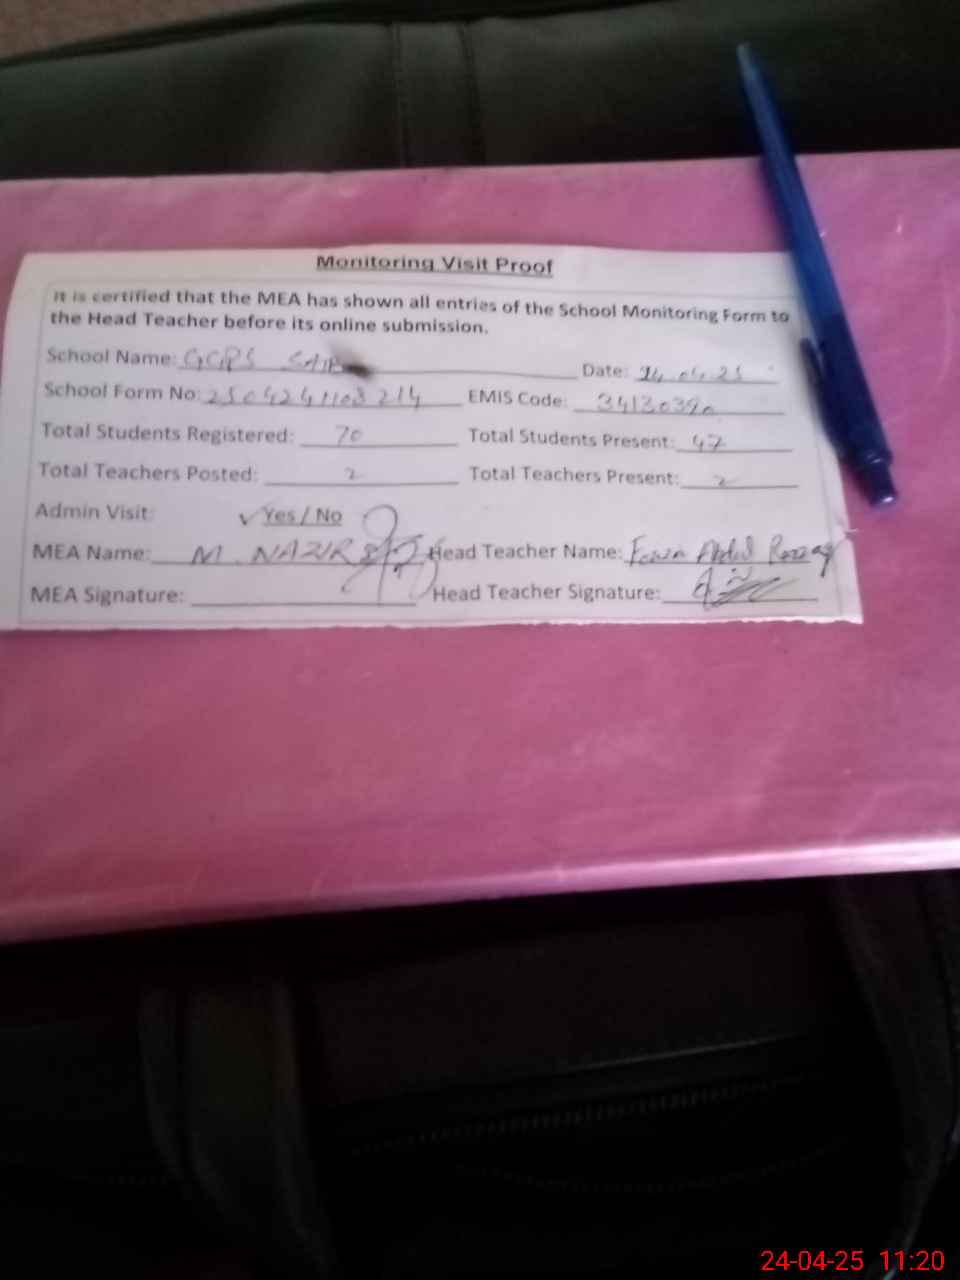 Monitoring Visit Proof
It is certified that the MEA has shown all entries of the School Monitoring Form to
the Head Teacher before its online submission.
School Name: GGPS Date: 24.04.25
School Form No: EMIS Code:
Total Students Registered: 70 Total Students Present: 47
Total Teachers Posted: 2 Total Teachers Present: 2
Admin Visit: ✓Yes / No
MEA Name: M. NAZIR Head Teacher Name: Abdul Razzaq
MEA Signature: Head Teacher Signature:
24-04-25 11:20